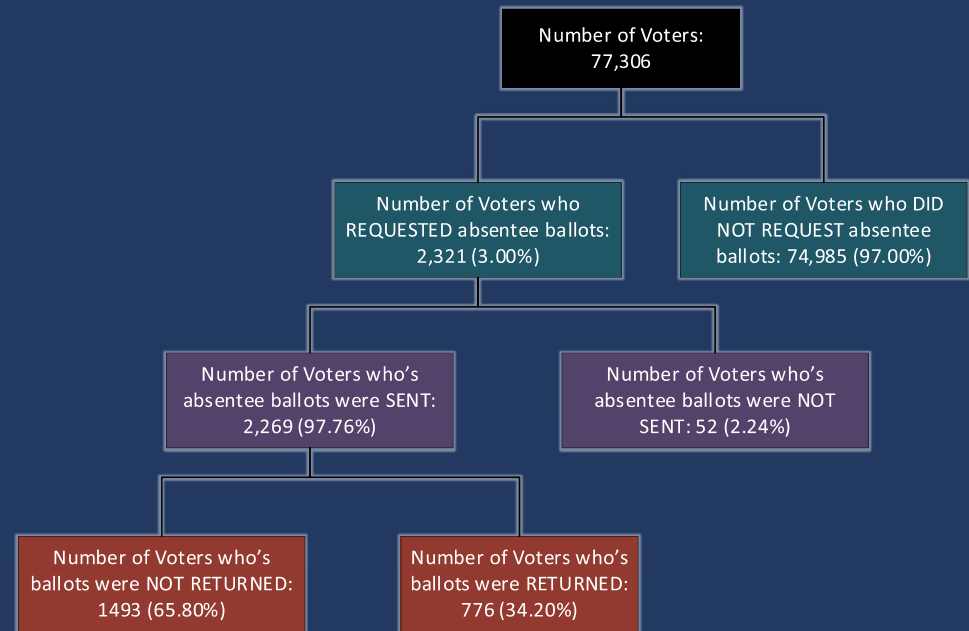 Number of Voters:
77,306
Number of Voters who
REQUESTED absentee ballots:
2,321 (3.00%)
Number of Voters who DID
NOT REQUEST absentee
ballots: 74,985 (97.00%)
Number of Voters who’s
absentee ballots were SENT:
2,269 (97.76%)
Number of Voters who’s
absentee ballots were NOT
SENT: 52 (2.24%)
Number of Voters who’s
ballots were NOT RETURNED:
1493 (65.80%)
Number of Voters who’s
ballots were RETURNED:
776 (34.20%)